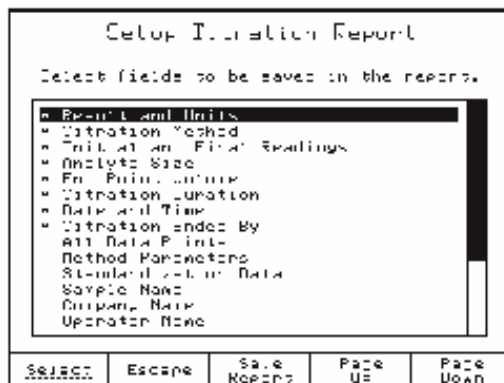 Setup Titration Report
Select fields to be saved in the report.
* Result and Units
* Titration Method
* Initial and Final Readings
* Analyte Size
* End Point Volume
* Titration Duration
* Date and Time
* Titration Ended By
All Data Points
Method Parameters
Standardization Data
Sample Name
Company Name
Operator Name
Select
Escape
Save Report
Page Up
Page Down